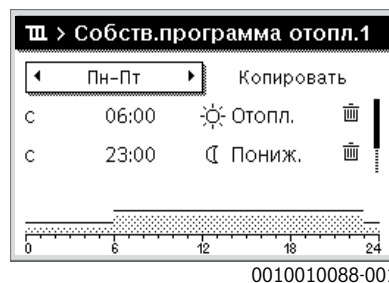 > Собств.программа отопл.1
Пн-Пт Копировать
с 06:00 Отопл.
с 23:00 Пониж.
0 6 12 18 24
0010010088-001